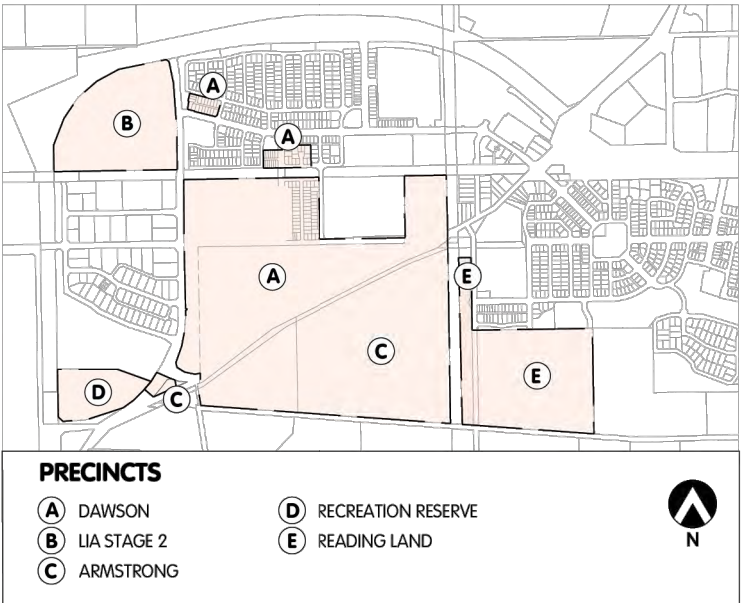 A
B
A
A
E
C
E
D
C
PRECINCTS
A DAWSON
B LIA STAGE 2
C ARMSTRONG
D RECREATION RESERVE
E READING LAND
N